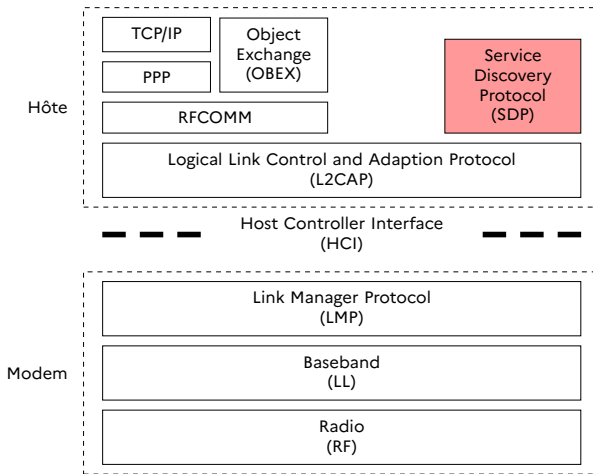 TCP/IP
Object
Exchange
(OBEX)
PPP
Service
Discovery
Protocol
(SDP)
Hôte
RFCOMM
Logical Link Control and Adaption Protocol
(L2CAP)
Host Controller Interface
(HCI)
Link Manager Protocol
(LMP)
Modem
Baseband
(LL)
Radio
(RF)